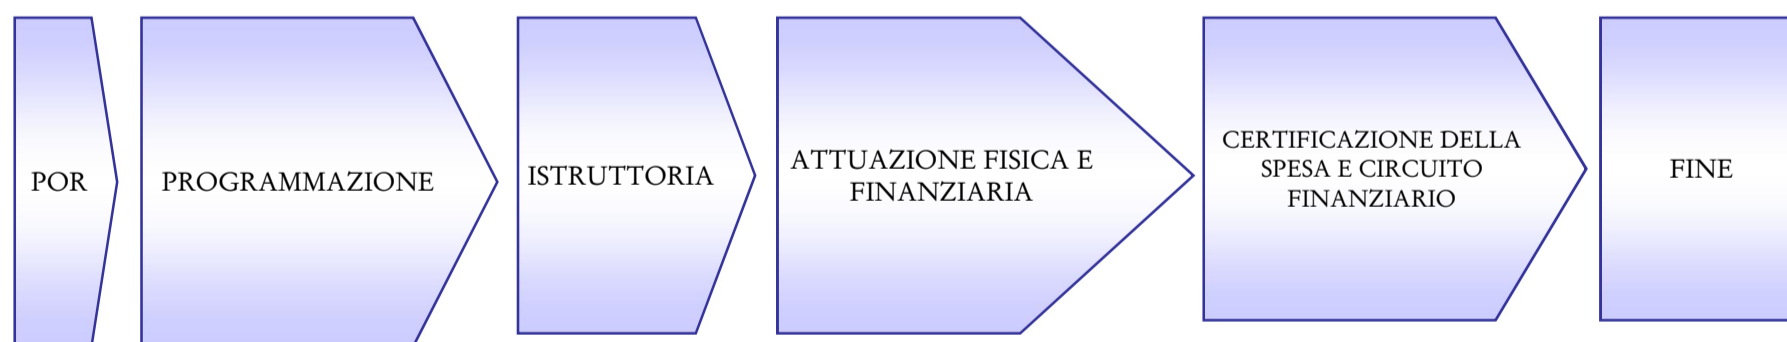 POR
PROGRAMMAZIONE
ISTRUTTORIA
ATTUAZIONE FISICA E
FINANZIARIA
CERTIFICAZIONE DELLA
SPESA E CIRCUITO
FINANZIARIO
FINE